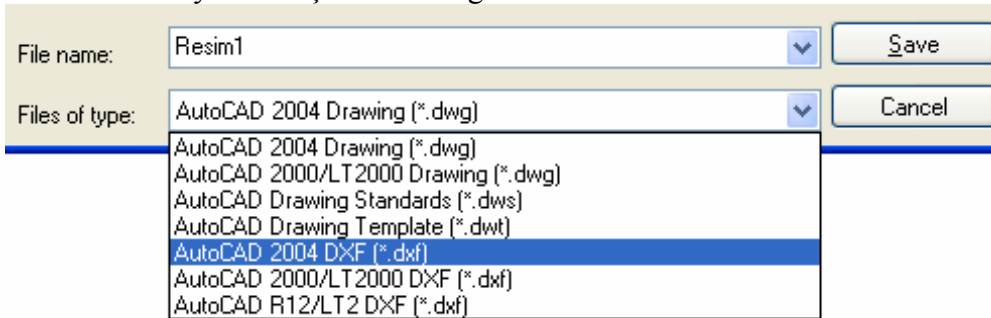 File name:
Resim1
Save
Files of type:
AutoCAD 2004 Drawing (*.dwg)
Cancel
AutoCAD 2004 Drawing (*.dwg)
AutoCAD 2000/LT2000 Drawing (*.dwg)
AutoCAD Drawing Standards (*.dws)
AutoCAD Drawing Template (*.dwt)
AutoCAD 2004 DXF (*.dxf)
AutoCAD 2000/LT2000 DXF (*.dxf)
AutoCAD R12/LT2 DXF (*.dxf)